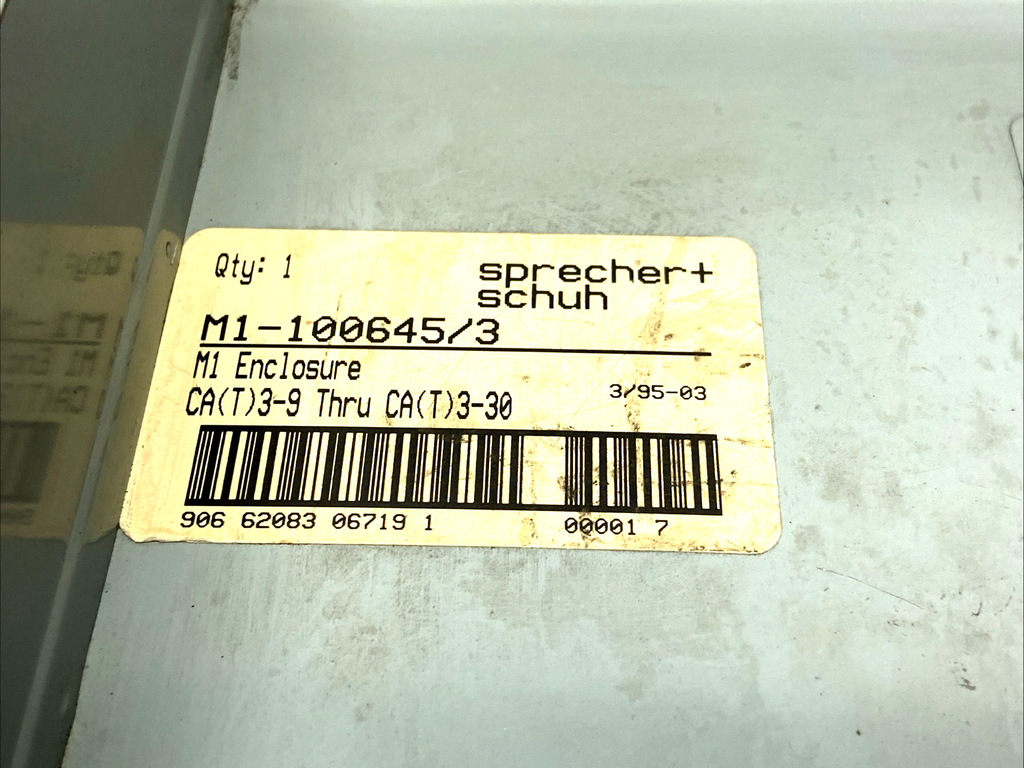 Qty: 1
sprecher+
schuh
M1-100645/3
M1 Enclosure
3/95-03
CA(T)3-9 Thru CA(T)3-30
906 62083 06719 1
00001 7